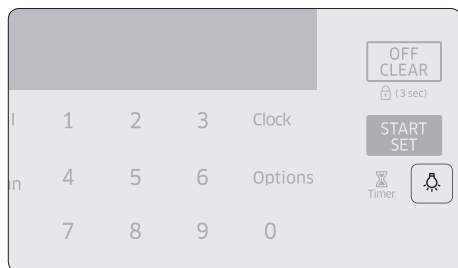 OFF
CLEAR
(3 sec)
l 1 2 3 Clock
START
SET
an 4 5 6 Options
Timer
7 8 9 0